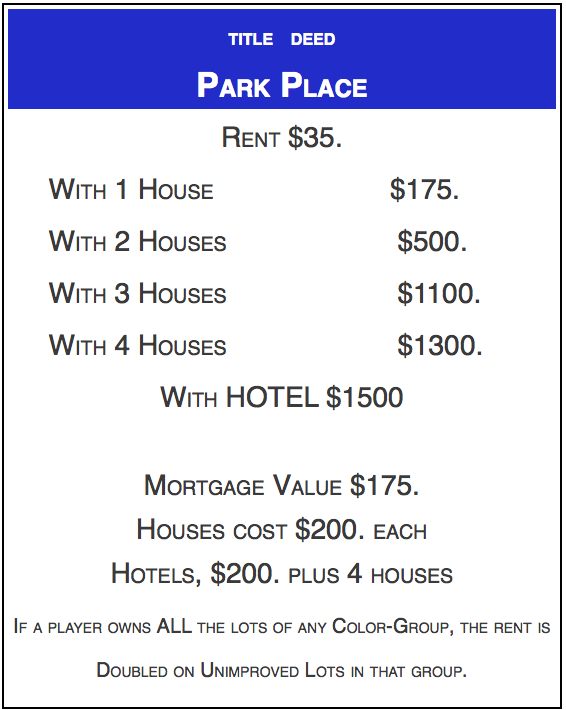 TITLE DEED
PARK PLACE
RENT $35.
WITH 1 HOUSE $175.
WITH 2 HOUSES $500.
WITH 3 HOUSES $1100.
WITH 4 HOUSES $1300.
WITH HOTEL $1500
MORTGAGE VALUE $175.
HOUSES COST $200. EACH
HOTELS, $200. PLUS 4 HOUSES
IF A PLAYER OWNS ALL THE LOTS OF ANY COLOR-GROUP, THE RENT IS
DOUBLED ON UNIMPROVED LOTS IN THAT GROUP.